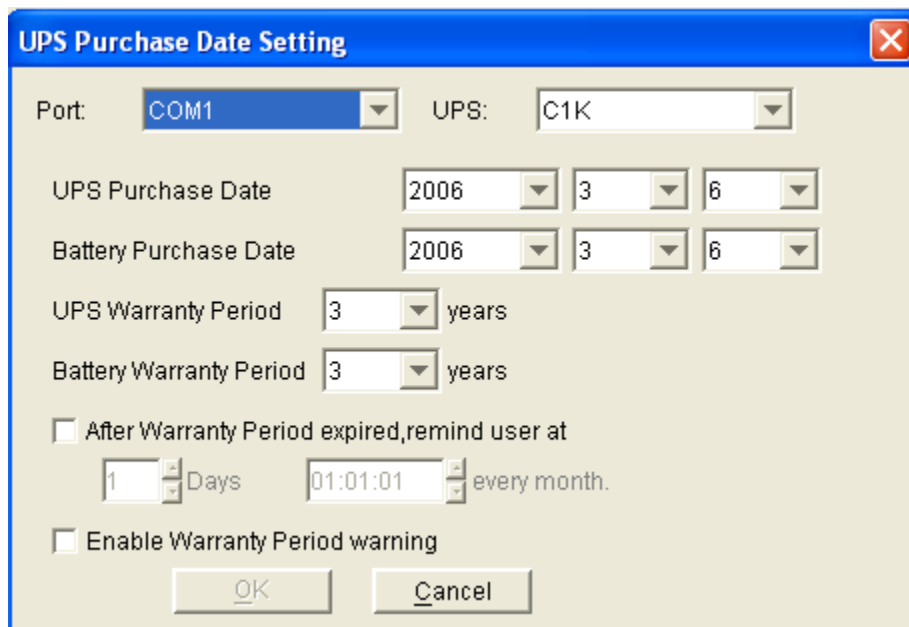 UPS Purchase Date Setting
Port: COM1 UPS: C1K
UPS Purchase Date 2006 3 6
Battery Purchase Date 2006 3 6
UPS Warranty Period 3 years
Battery Warranty Period 3 years
After Warranty Period expired,remind user at
1 Days 01:01:01 every month.
Enable Warranty Period warning
OK Cancel